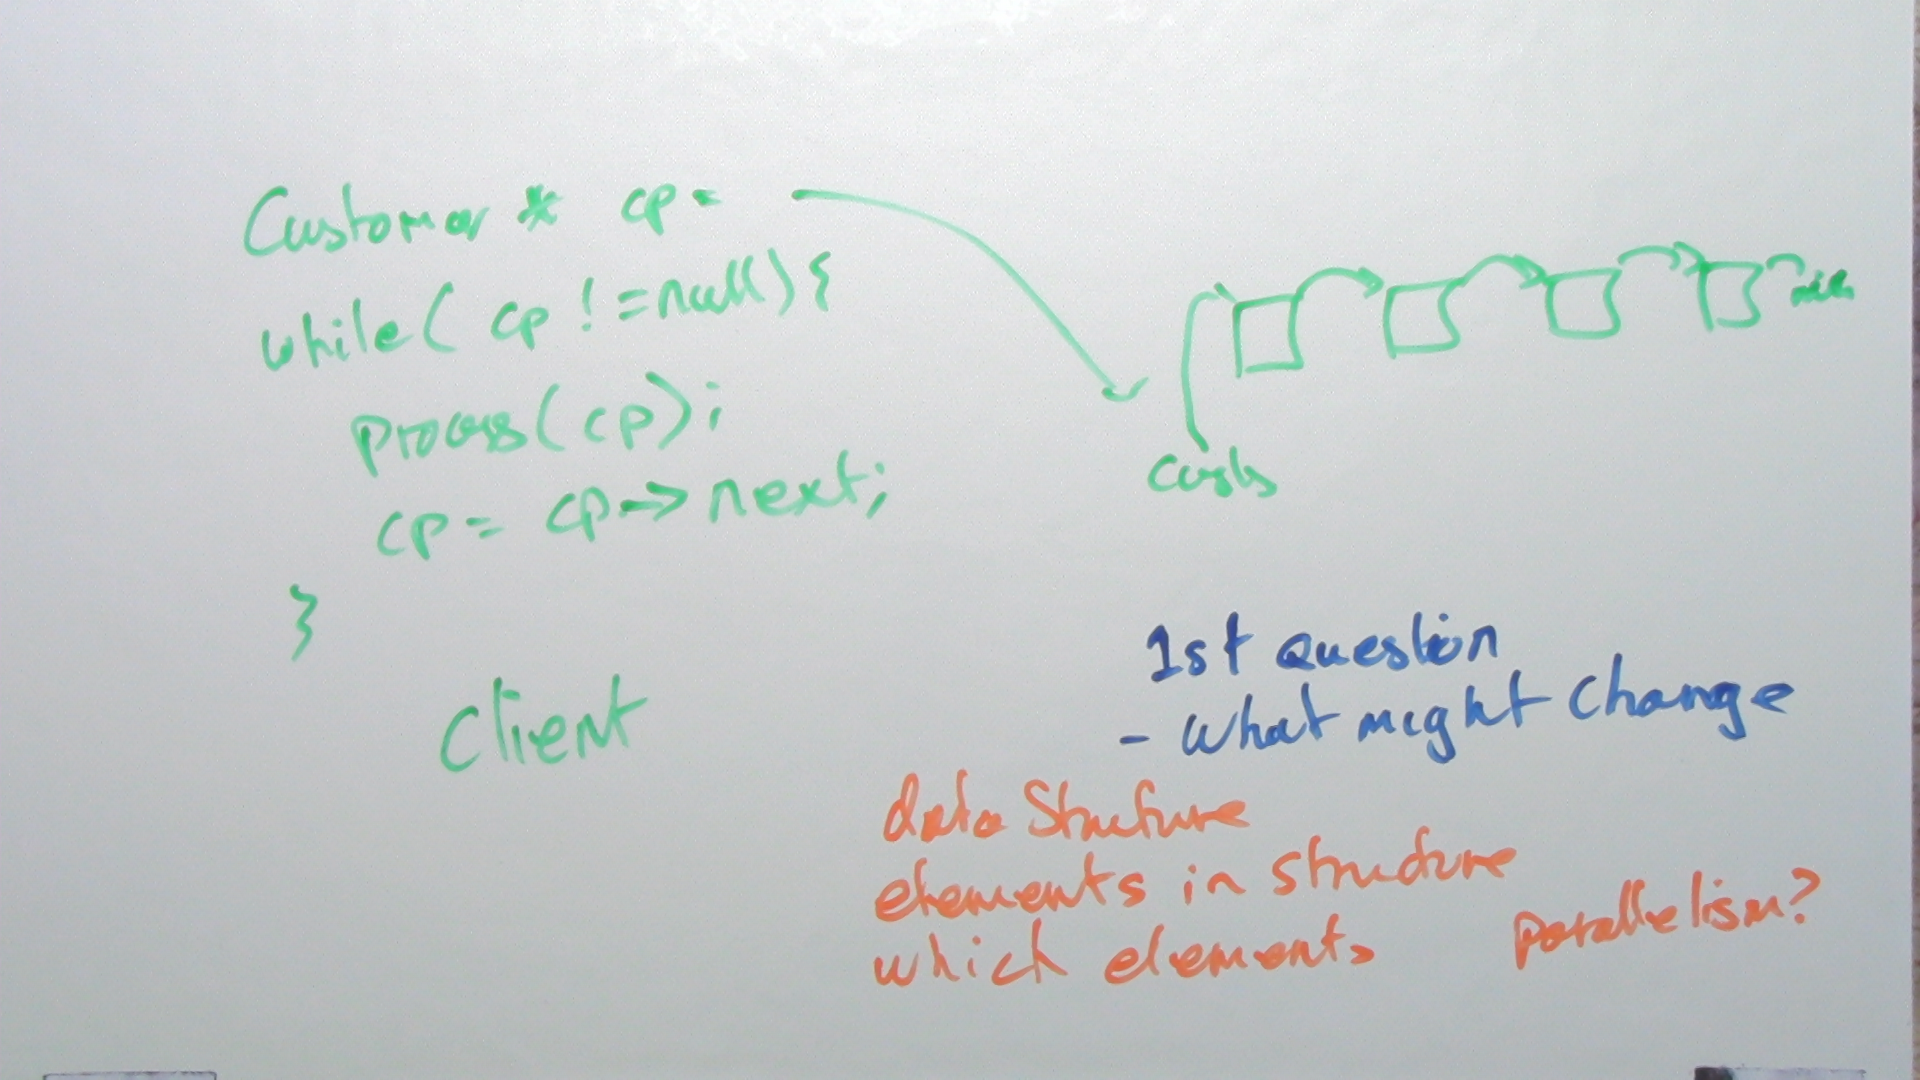 Customer * cp =
while ( cp != null) {
process (cp) ;
cp = cp -> next;
}
Client
Custs
1st question
- What might change
data Structure
elements in structure
which elements
parallelism?